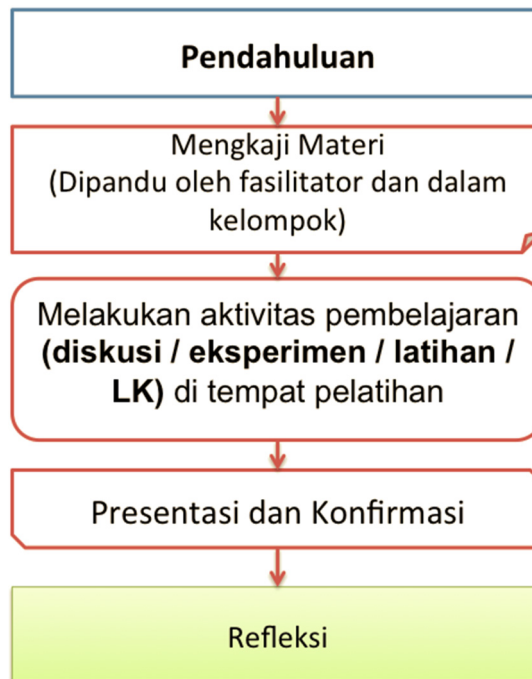 Pendahuluan
Mengkaji Materi
(Dipandu oleh fasilitator dan dalam
kelompok)
Melakukan aktivitas pembelajaran
(diskusi / eksperimen / latihan /
LK) di tempat pelatihan
Presentasi dan Konfirmasi
Refleksi